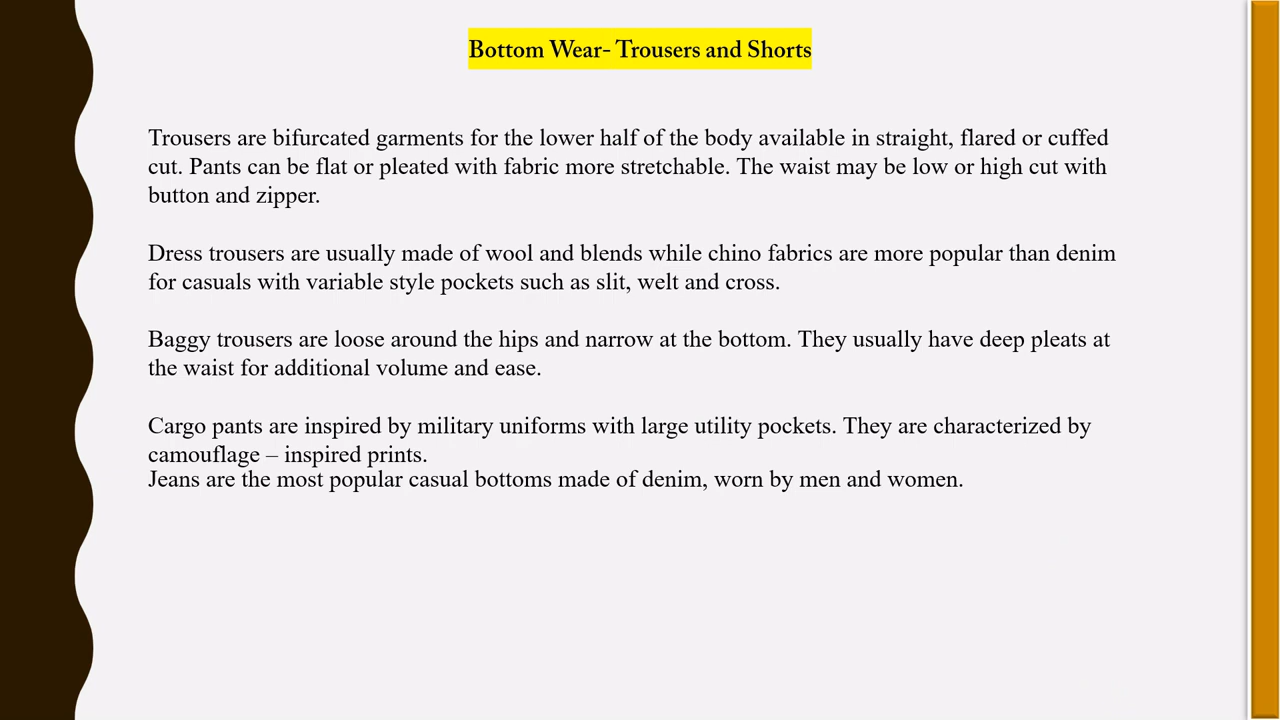 Bottom Wear- Trousers and Shorts
Trousers are bifurcated garments for the lower half of the body available in straight, flared or cuffed
cut. Pants can be flat or pleated with fabric more stretchable. The waist may be low or high cut with
button and zipper.
Dress trousers are usually made of wool and blends while chino fabrics are more popular than denim
for casuals with variable style pockets such as slit, welt and cross.
Baggy trousers are loose around the hips and narrow at the bottom. They usually have deep pleats at
the waist for additional volume and ease.
Cargo pants are inspired by military uniforms with large utility pockets. They are characterized by
camouflage – inspired prints.
Jeans are the most popular casual bottoms made of denim, worn by men and women.